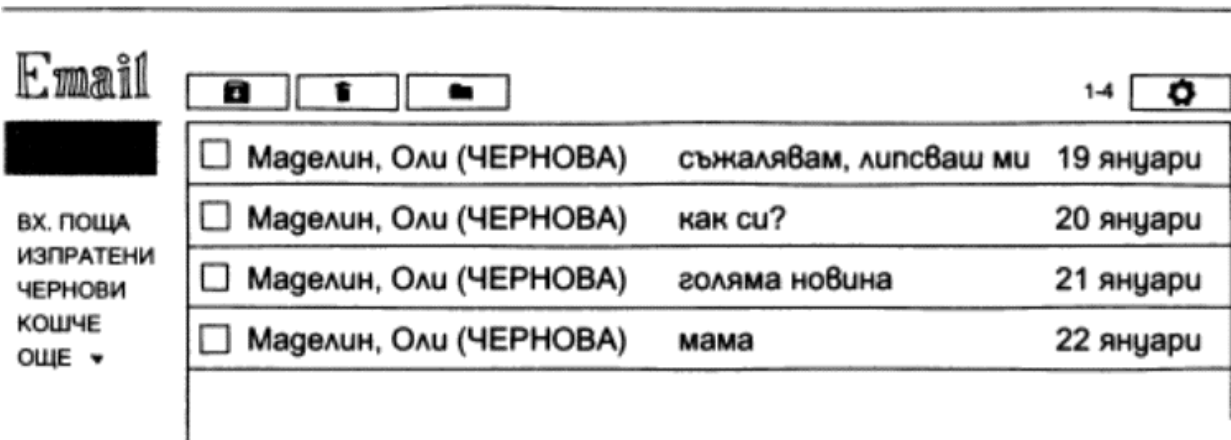 Email
1-4
Маделин, Оли (ЧЕРНОВА) съжалявам, липсваш ми 19 януари
Маделин, Оли (ЧЕРНОВА) как си? 20 януари
Маделин, Оли (ЧЕРНОВА) голяма новина 21 януари
Маделин, Оли (ЧЕРНОВА) мама 22 януари
ВХ. ПОЩА
ИЗПРАТЕНИ
ЧЕРНОВИ
КОШЧЕ
ОЩЕ